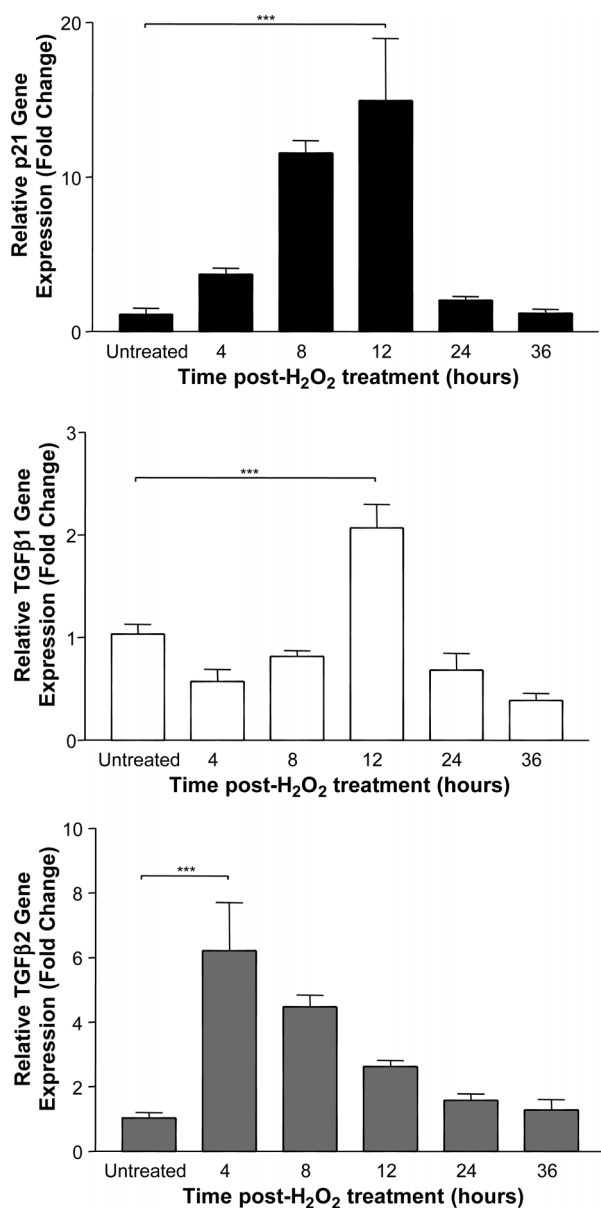 Relative p21 Gene
Expression (Fold Change)
20
10
0
***
Untreated 4 8 12 24 36
Time post-H₂O₂ treatment (hours)
Relative TGFβ1 Gene
Expression (Fold Change)
3
2
1
0
***
Untreated 4 8 12 24 36
Time post-H₂O₂ treatment (hours)
Relative TGFβ2 Gene
Expression (Fold Change)
10
8
6
4
2
0
***
Untreated 4 8 12 24 36
Time post-H₂O₂ treatment (hours)